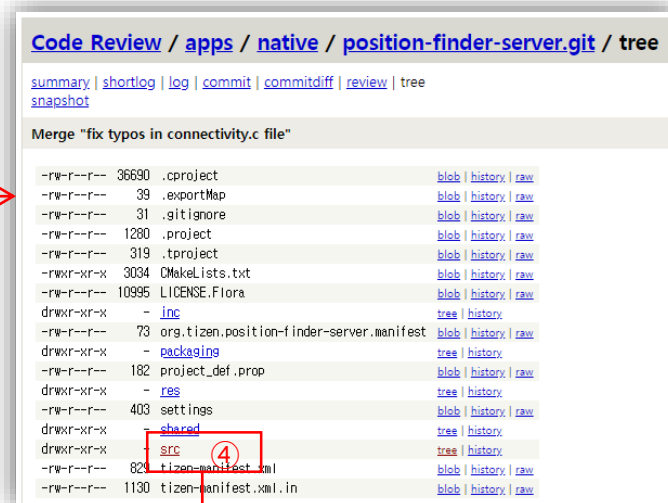 Code Review / apps / native / position-finder-server.git / tree
summary | shortlog | log | commit | commitdiff | review | tree
snapshot
Merge "fix typos in connectivity.c file"
-rw-r--r-- 36690 .cproject blob | history | raw
-rw-r--r-- 39 .exportMap blob | history | raw
-rw-r--r-- 31 .gitignore blob | history | raw
-rw-r--r-- 1280 .project blob | history | raw
-rw-r--r-- 319 .tproject blob | history | raw
-rwxr-xr-x 3034 CMakeLists.txt blob | history | raw
-rw-r--r-- 10995 LICENSE.Flora blob | history | raw
drwxr-xr-x - inc tree | history
-rw-r--r-- 73 org.tizen.position-finder-server.manifest blob | history | raw
drwxr-xr-x - packaging tree | history
-rw-r--r-- 182 project_def.prop blob | history | raw
drwxr-xr-x - res tree | history
-rw-r--r-- 403 settings blob | history | raw
drwxr-xr-x - shared tree | history
drwxr-xr-x - src ④ tree | history
-rw-r--r-- 829 tizen-manifest.xml blob | history | raw
-rw-r--r-- 1130 tizen-manifest.xml.in blob | history | raw